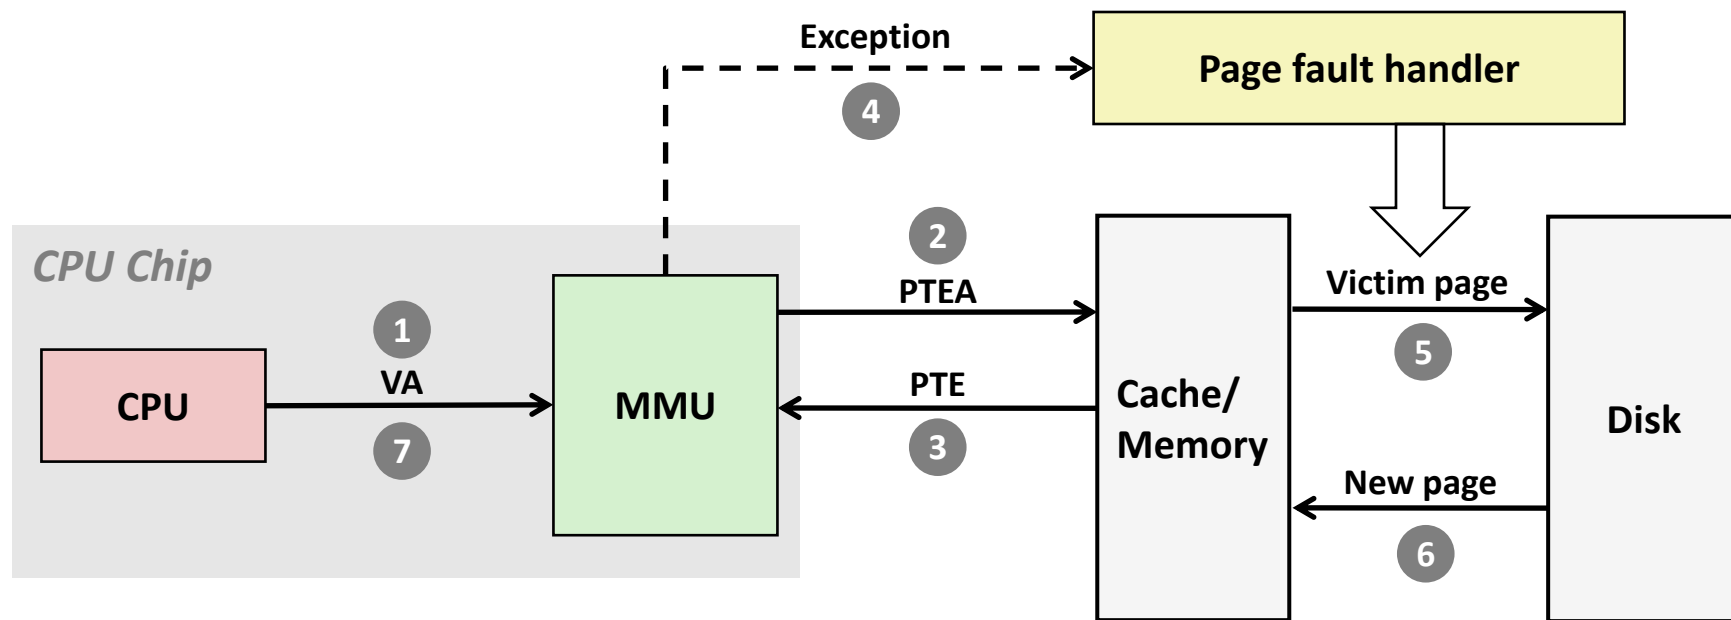 Exception
4
Page fault handler
CPU Chip
2
PTEA
Victim page
5
1
VA
7
CPU
MMU
PTE
3
Cache/
Memory
Disk
New page
6